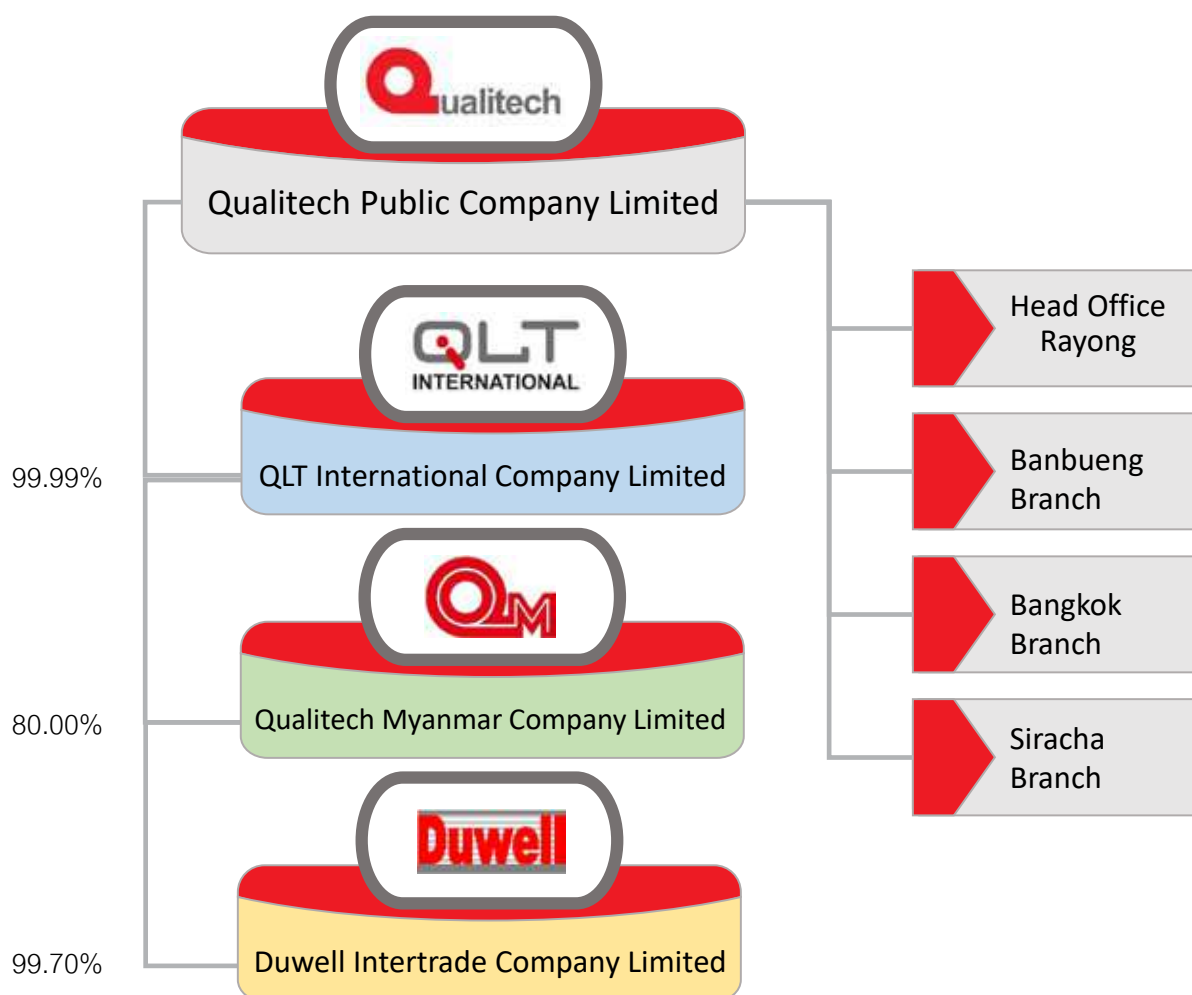 Qualitech
Qualitech Public Company Limited
Head Office
Rayong
QLT
INTERNATIONAL
99.99%
QLT International Company Limited
Banbueng
Branch
QM
80.00%
Qualitech Myanmar Company Limited
Bangkok
Branch
Siracha
Branch
Duwell
99.70%
Duwell Intertrade Company Limited